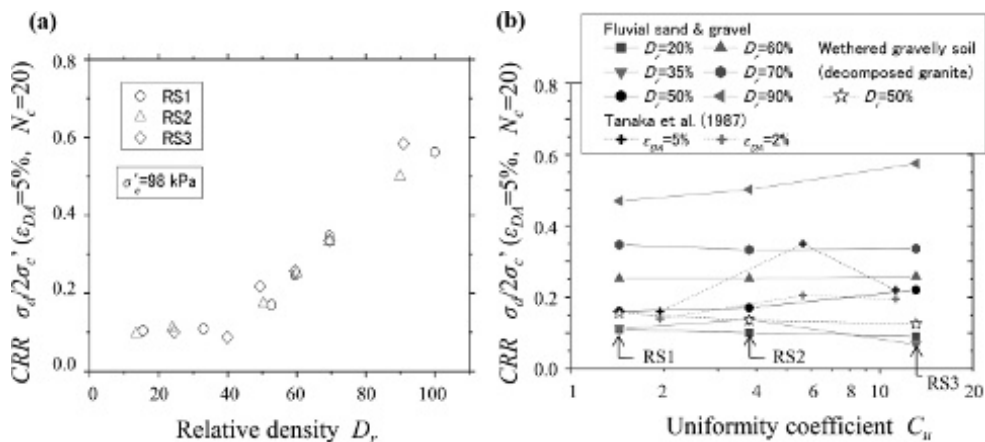 (a)
CRR σd/2σc' (εDA=5%, Nc=20)
0.8
0.6
0.4
0.2
0.0
RS1
RS2
RS3
σc'=98 kPa
0 20 40 60 80 100
Relative density Dr
(b)
CRR σd/2σc' (εDA=5%, Nc=20)
Fluvial sand & gravel
Dr=20% Dr=60% Wethered gravelly soil
Dr=35% Dr=70% (decomposed granite)
Dr=50% Dr=90% Dr=50%
Tanaka et al. (1987)
εDA=5% εDA=2%
0.8
0.6
0.4
0.2
0.0
RS1 RS2
RS3
1 2 4 6 8 10 20
Uniformity coefficient Cu